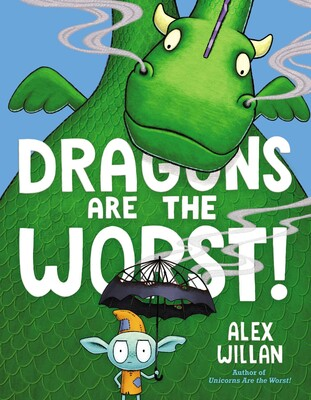 DRAGONS
ARE THE
WORST!
ALEX
WILLAN
Author of
Unicorns Are the Worst!